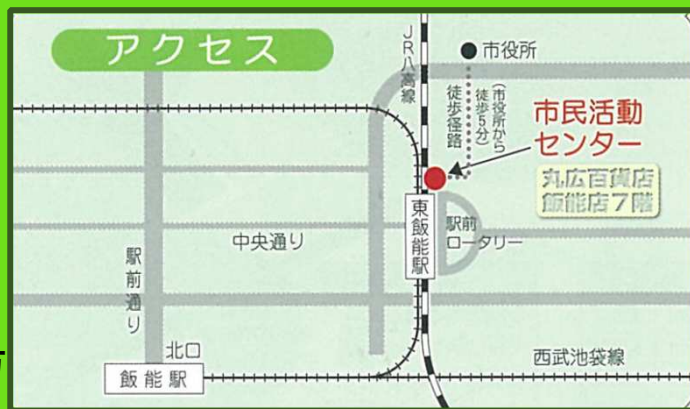 アクセス
JR八高線
市役所
(市役所から
徒歩5分)
徒歩径路
市民活動
センター
丸広百貨店
飯能店7階
東飯能駅
駅前
ロータリー
中央通り
駅前通り
北口
飯能駅
西武池袋線